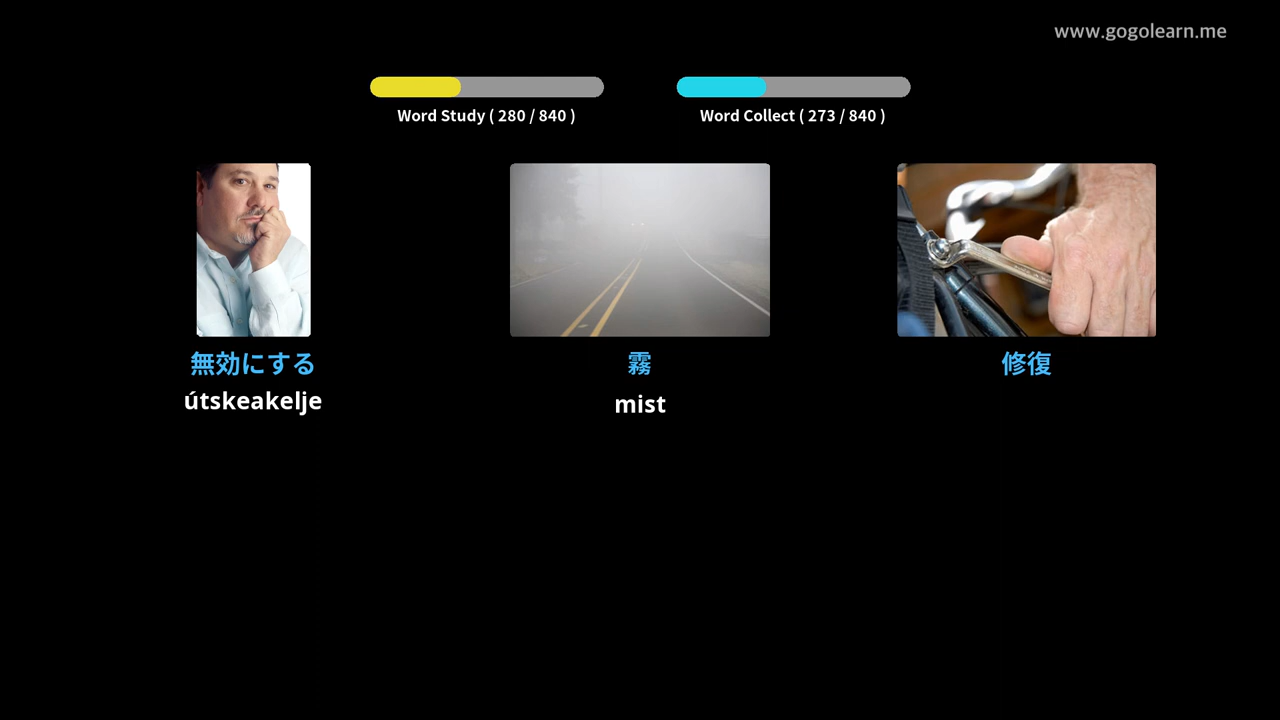 www.gogolearn.me
Word Study ( 280 / 840 )
Word Collect ( 273 / 840 )
無効にする
霧
修復
útskeakelje
mist